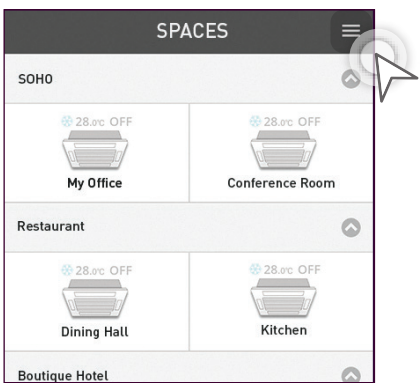 SPACES
SOHO
28.0℃ OFF 28.0℃ OFF
My Office Conference Room
Restaurant
28.0℃ OFF 28.0℃ OFF
Dining Hall Kitchen
Boutique Hotel